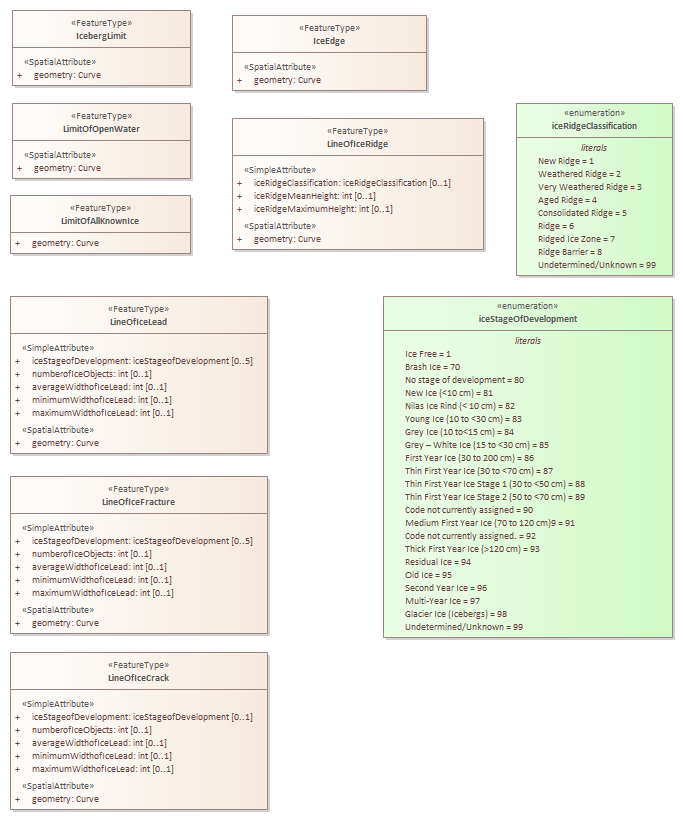 «FeatureType»
IcebergLimit
«SpatialAttribute»
+ geometry: Curve
«FeatureType»
IceEdge
«SpatialAttribute»
+ geometry: Curve
«FeatureType»
LimitOfOpenWater
«SpatialAttribute»
+ geometry: Curve
«FeatureType»
LineOfIceRidge
«SimpleAttribute»
+ iceRidgeClassification: iceRidgeClassification [0..1]
+ iceRidgeMeanHeight: int [0..1]
+ iceRidgeMaximumHeight: int [0..1]
«SpatialAttribute»
+ geometry: Curve
«enumeration»
iceRidgeClassification
literals
New Ridge = 1
Weathered Ridge = 2
Very Weathered Ridge = 3
Aged Ridge = 4
Consolidated Ridge = 5
Ridge = 6
Ridged Ice Zone = 7
Ridge Barrier = 8
Undetermined/Unknown = 99
«FeatureType»
LimitOfAllKnownIce
+ geometry: Curve
«FeatureType»
LineOfIceLead
«SimpleAttribute»
+ iceStageofDevelopment: iceStageofDevelopment [0..5]
+ numberofIceObjects: int [0..1]
+ averageWidthofIceLead: int [0..1]
+ minimumWidthofIceLead: int [0..1]
+ maximumWidthofIceLead: int [0..1]
«SpatialAttribute»
+ geometry: Curve
«enumeration»
iceStageOfDevelopment
literals
Ice Free = 1
Brash Ice = 70
No stage of development = 80
New Ice (<10 cm) = 81
Nilas Ice Rind (< 10 cm) = 82
Young Ice (10 to <30 cm) = 83
Grey Ice (10 to<15 cm) = 84
Grey – White Ice (15 to <30 cm) = 85
First Year Ice (30 to 200 cm) = 86
Thin First Year Ice (30 to <70 cm) = 87
Thin First Year Ice Stage 1 (30 to <50 cm) = 88
Thin First Year Ice Stage 2 (50 to <70 cm) = 89
Code not currently assigned = 90
Medium First Year Ice (70 to 120 cm)9 = 91
Code not currently assigned. = 92
Thick First Year Ice (>120 cm) = 93
Residual Ice = 94
Old Ice = 95
Second Year Ice = 96
Multi-Year Ice = 97
Glacier Ice (Icebergs) = 98
Undetermined/Unknown = 99
«FeatureType»
LineOfIceFracture
«SimpleAttribute»
+ iceStageofDevelopment: iceStageofDevelopment [0..5]
+ numberofIceObjects: int [0..1]
+ averageWidthofIceLead: int [0..1]
+ minimumWidthofIceLead: int [0..1]
+ maximumWidthofIceLead: int [0..1]
«SpatialAttribute»
+ geometry: Curve
«FeatureType»
LineOfIceCrack
«SimpleAttribute»
+ iceStageofDevelopment: iceStageofDevelopment [0..1]
+ numberofIceObjects: int [0..1]
+ averageWidthofIceLead: int [0..1]
+ minimumWidthofIceLead: int [0..1]
+ maximumWidthofIceLead: int [0..1]
«SpatialAttribute»
+ geometry: Curve